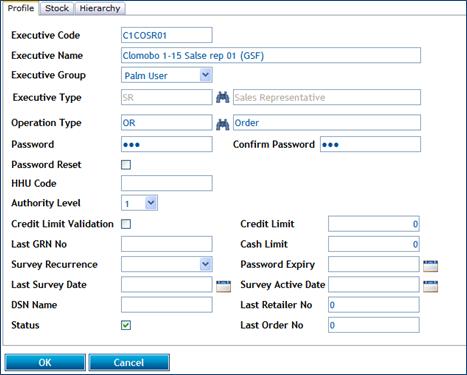 Profile Stock Hierarchy
Executive Code C1COSR01
Executive Name Clomobo 1-15 Salse rep 01 (GSF)
Executive Group Palm User
Executive Type SR Sales Representative
Operation Type OR Order
Password ●●● Confirm Password ●●●
Password Reset
HHU Code
Authority Level 1
Credit Limit Validation Credit Limit 0
Last GRN No Cash Limit 0
Survey Recurrence Password Expiry
Last Survey Date Survey Active Date
DSN Name Last Retailer No 0
Status Last Order No 0
OK Cancel